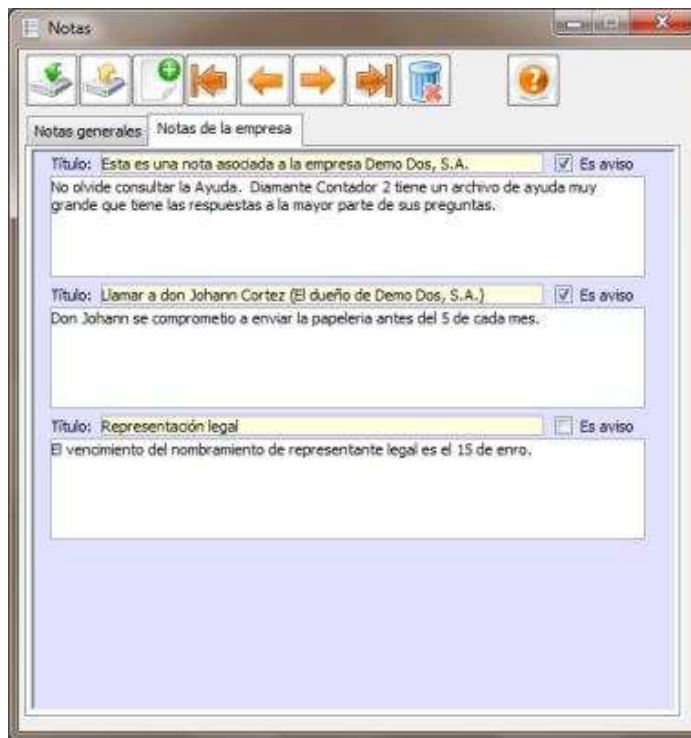 Notas
Notas generales Notas de la empresa
Título: Esta es una nota asociada a la empresa Demo Dos, S.A. Es aviso
No olvide consultar la Ayuda. Diamante Contador 2 tiene un archivo de ayuda muy
grande que tiene las respuestas a la mayor parte de sus preguntas.
Título: Llamar a don Johann Cortez (El dueño de Demo Dos, S.A.) Es aviso
Don Johann se comprometio a enviar la papeleria antes del 5 de cada mes.
Título: Representación legal Es aviso
El vencimiento del nombramiento de representante legal es el 15 de enro.